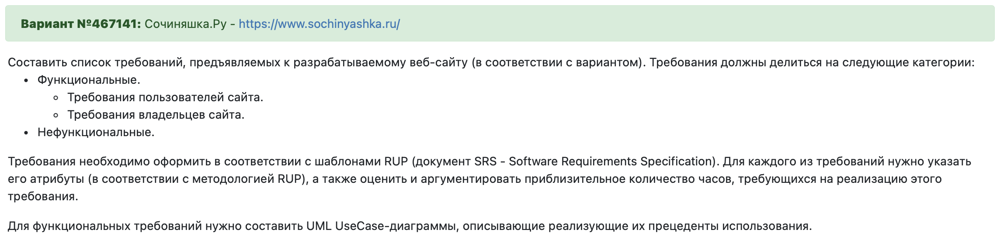 Вариант №467141: Сочиняшка.Ру - https://www.sochinyashka.ru/
Составить список требований, предъявляемых к разрабатываемому веб-сайту (в соответствии с вариантом). Требования должны делиться на следующие категории:
• Функциональные.
◦ Требования пользователей сайта.
◦ Требования владельцев сайта.
• Нефункциональные.
Требования необходимо оформить в соответствии с шаблонами RUP (документ SRS - Software Requirements Specification). Для каждого из требований нужно указать
его атрибуты (в соответствии с методологией RUP), а также оценить и аргументировать приблизительное количество часов, требующихся на реализацию этого
требования.
Для функциональных требований нужно составить UML UseCase-диаграммы, описывающие реализующие их прецеденты использования.